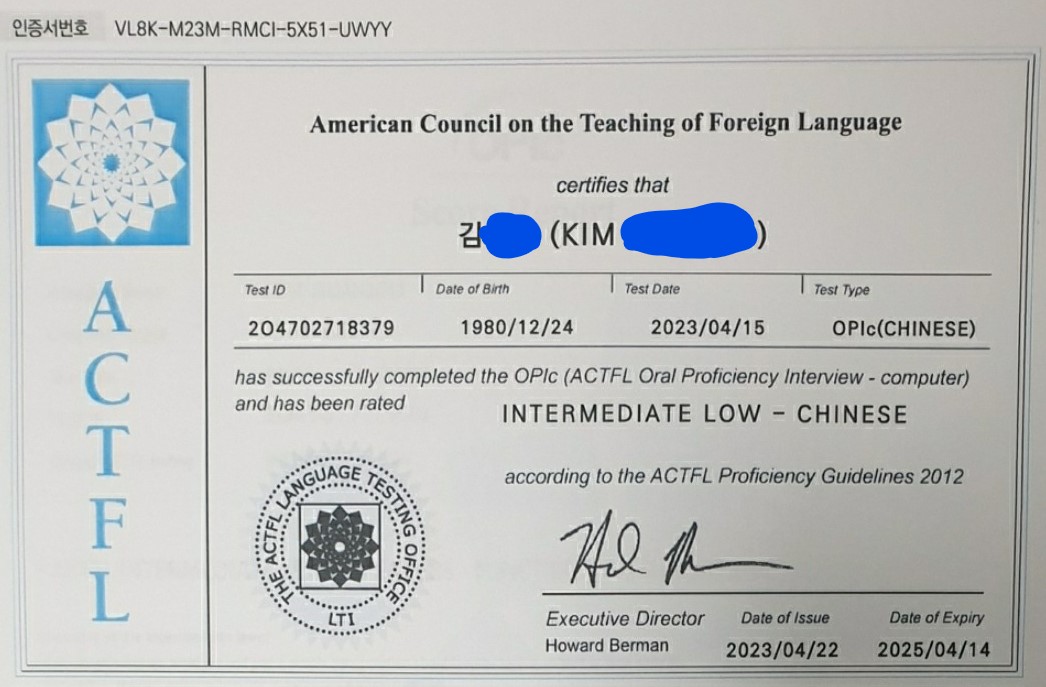 인증서번호 VL8K-M23M-RMCI-5X51-UWYY
American Council on the Teaching of Foreign Language
certifies that
김 (KIM )
Test ID Date of Birth Test Date Test Type
204702718379 1980/12/24 2023/04/15 OPIc(CHINESE)
has successfully completed the OPIc (ACTFL Oral Proficiency Interview - computer)
and has been rated INTERMEDIATE LOW - CHINESE
according to the ACTFL Proficiency Guidelines 2012
ACTFL
THE ACTFL LANGUAGE TESTING OFFICE
LTI
Executive Director Date of Issue Date of Expiry
Howard Berman 2023/04/22 2025/04/14